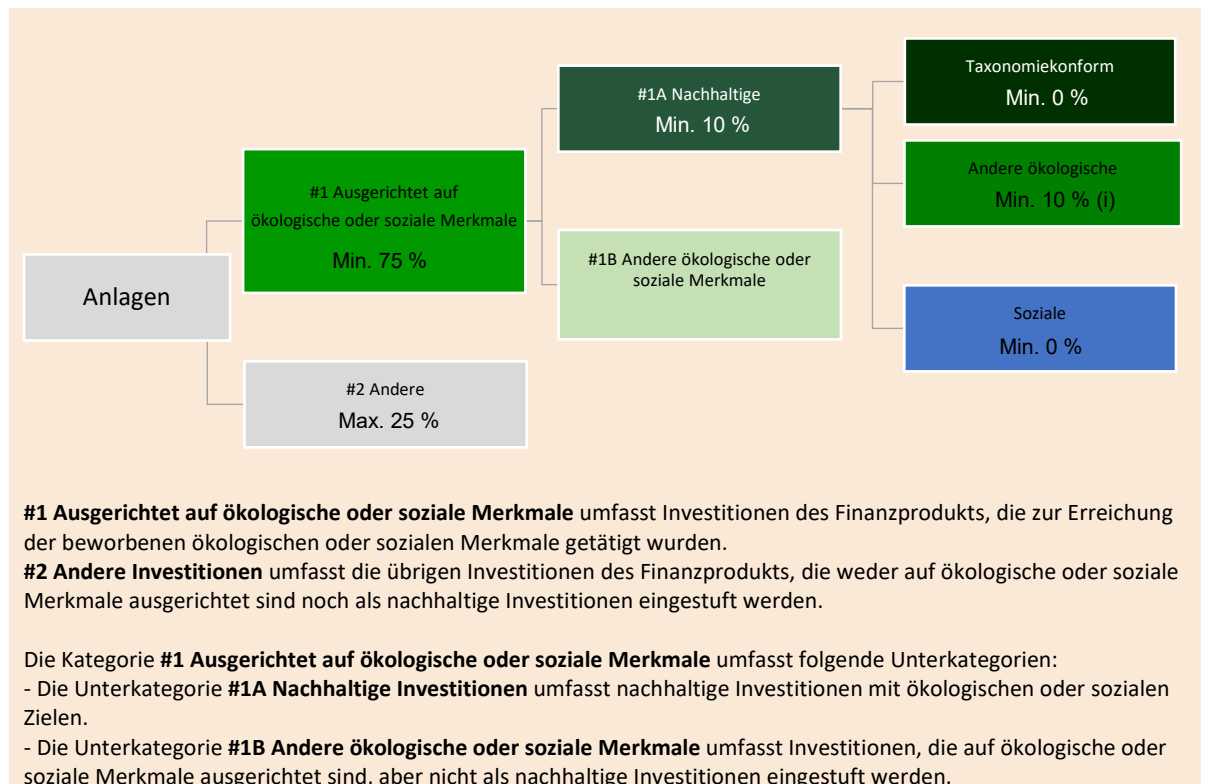 Taxonomiekonform
Min. 0 %
#1A Nachhaltige
Min. 10 %
Andere ökologische
Min. 10 % (i)
#1 Ausgerichtet auf
ökologische oder soziale Merkmale
Min. 75 %
#1B Andere ökologische oder
soziale Merkmale
Anlagen
Soziale
Min. 0 %
#2 Andere
Max. 25 %
#1 Ausgerichtet auf ökologische oder soziale Merkmale umfasst Investitionen des Finanzprodukts, die zur Erreichung
der beworbenen ökologischen oder sozialen Merkmale getätigt wurden.
#2 Andere Investitionen umfasst die übrigen Investitionen des Finanzprodukts, die weder auf ökologische oder soziale
Merkmale ausgerichtet sind noch als nachhaltige Investitionen eingestuft werden.
Die Kategorie #1 Ausgerichtet auf ökologische oder soziale Merkmale umfasst folgende Unterkategorien:
- Die Unterkategorie #1A Nachhaltige Investitionen umfasst nachhaltige Investitionen mit ökologischen oder sozialen
Zielen.
- Die Unterkategorie #1B Andere ökologische oder soziale Merkmale umfasst Investitionen, die auf ökologische oder
soziale Merkmale ausgerichtet sind, aber nicht als nachhaltige Investitionen eingestuft werden.